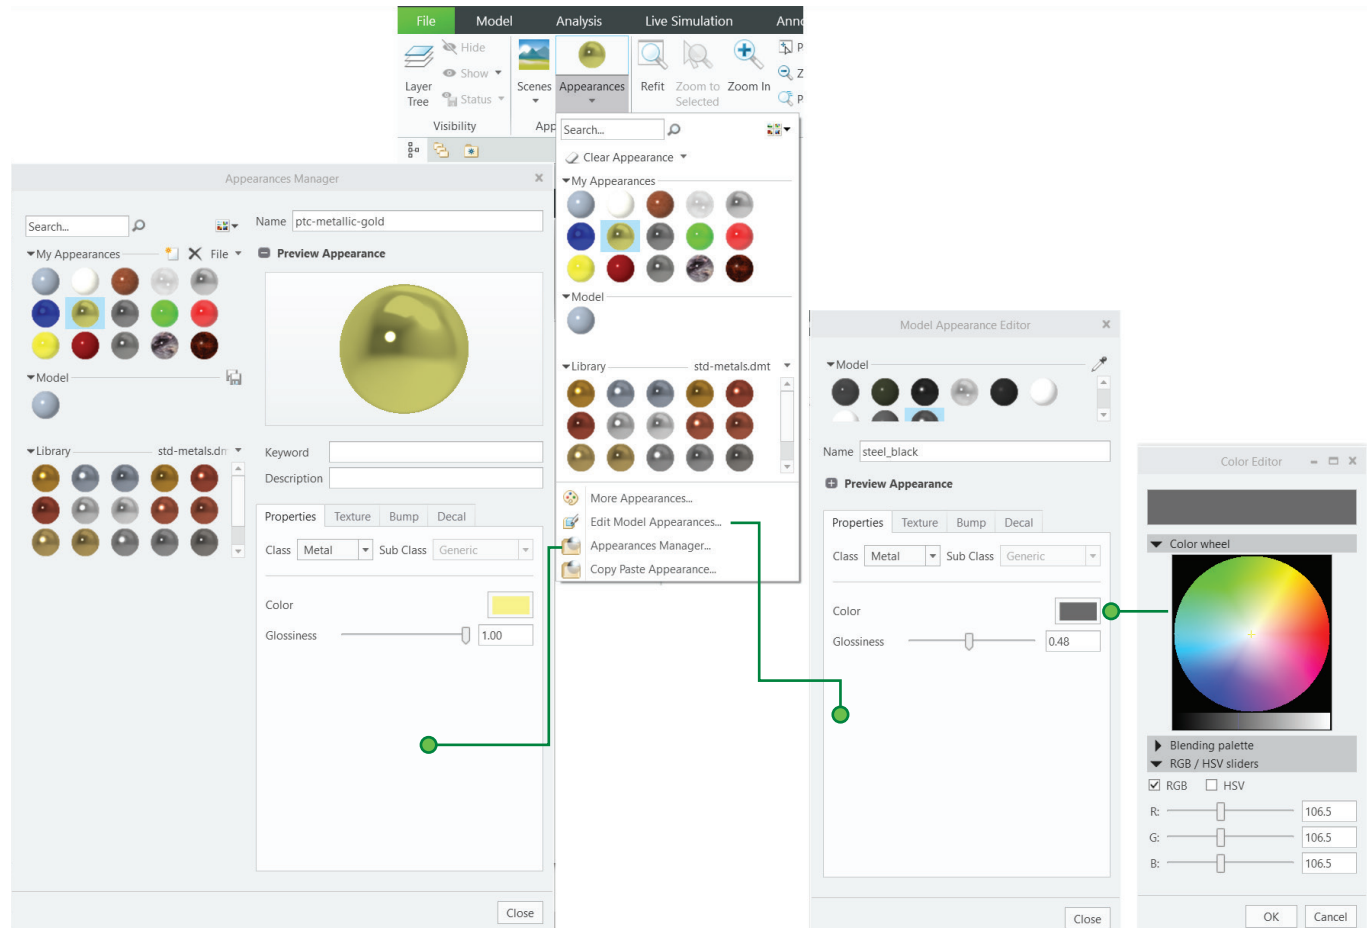 File Model Analysis Live Simulation Anno
Hide
Show
Status
Layer
Tree
Scenes
Appearances
Refit
Zoom to
Selected
Zoom In
P
Z
P
Visibility
App
Search...
Clear Appearance
My Appearances
Model
Library std-metals.dmt
More Appearances...
Edit Model Appearances...
Appearances Manager...
Copy Paste Appearance...
Appearances Manager
Search...
My Appearances File
Model
Library std-metals.dm
Name ptc-metallic-gold
Preview Appearance
Keyword
Description
Properties Texture Bump Decal
Class Metal Sub Class Generic
Color
Glossiness 1.00
Close
Model Appearance Editor
Model
Name steel_black
Preview Appearance
Properties Texture Bump Decal
Class Metal Sub Class Generic
Color
Glossiness 0.48
Close
Color Editor
Color wheel
Blending palette
RGB / HSV sliders
RGB HSV
R: 106.5
G: 106.5
B: 106.5
OK Cancel